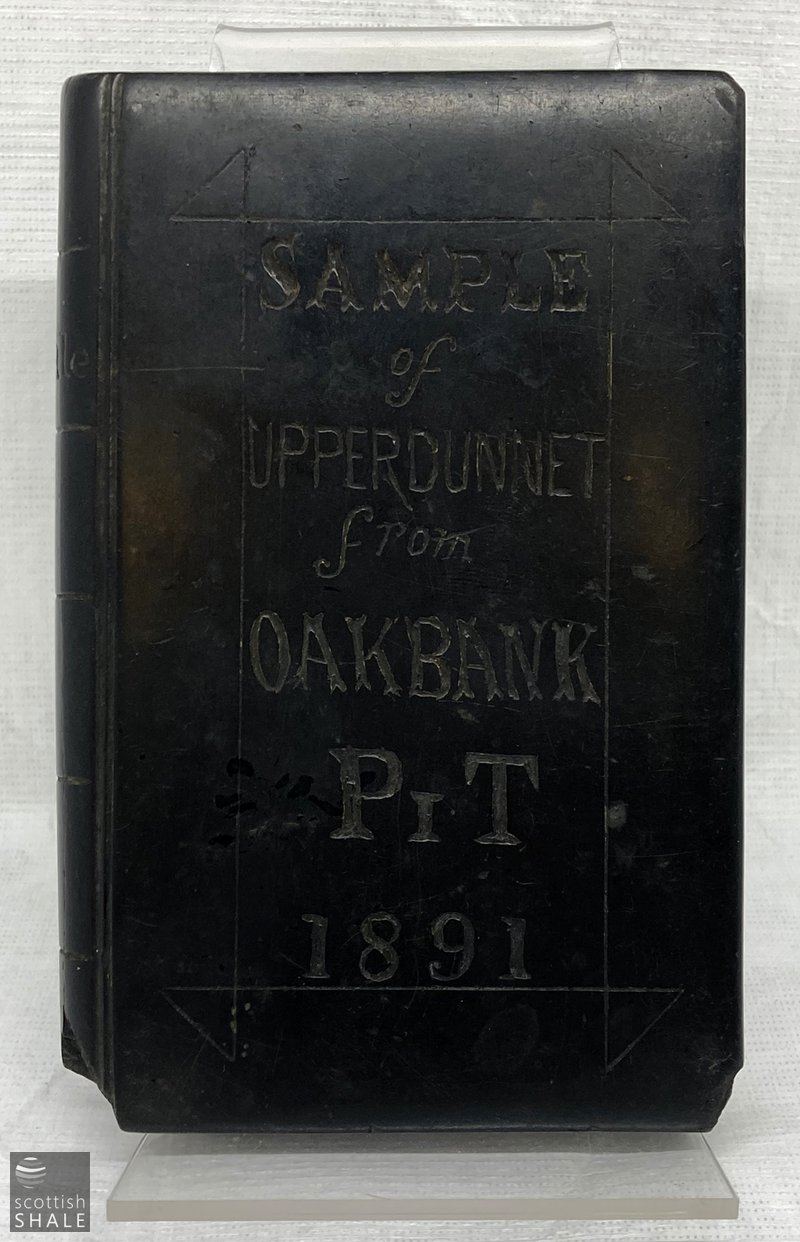 SAMPLE
of
UPPERDUNNET
from
OAKBANK
PIT
1891
scottish
SHALE